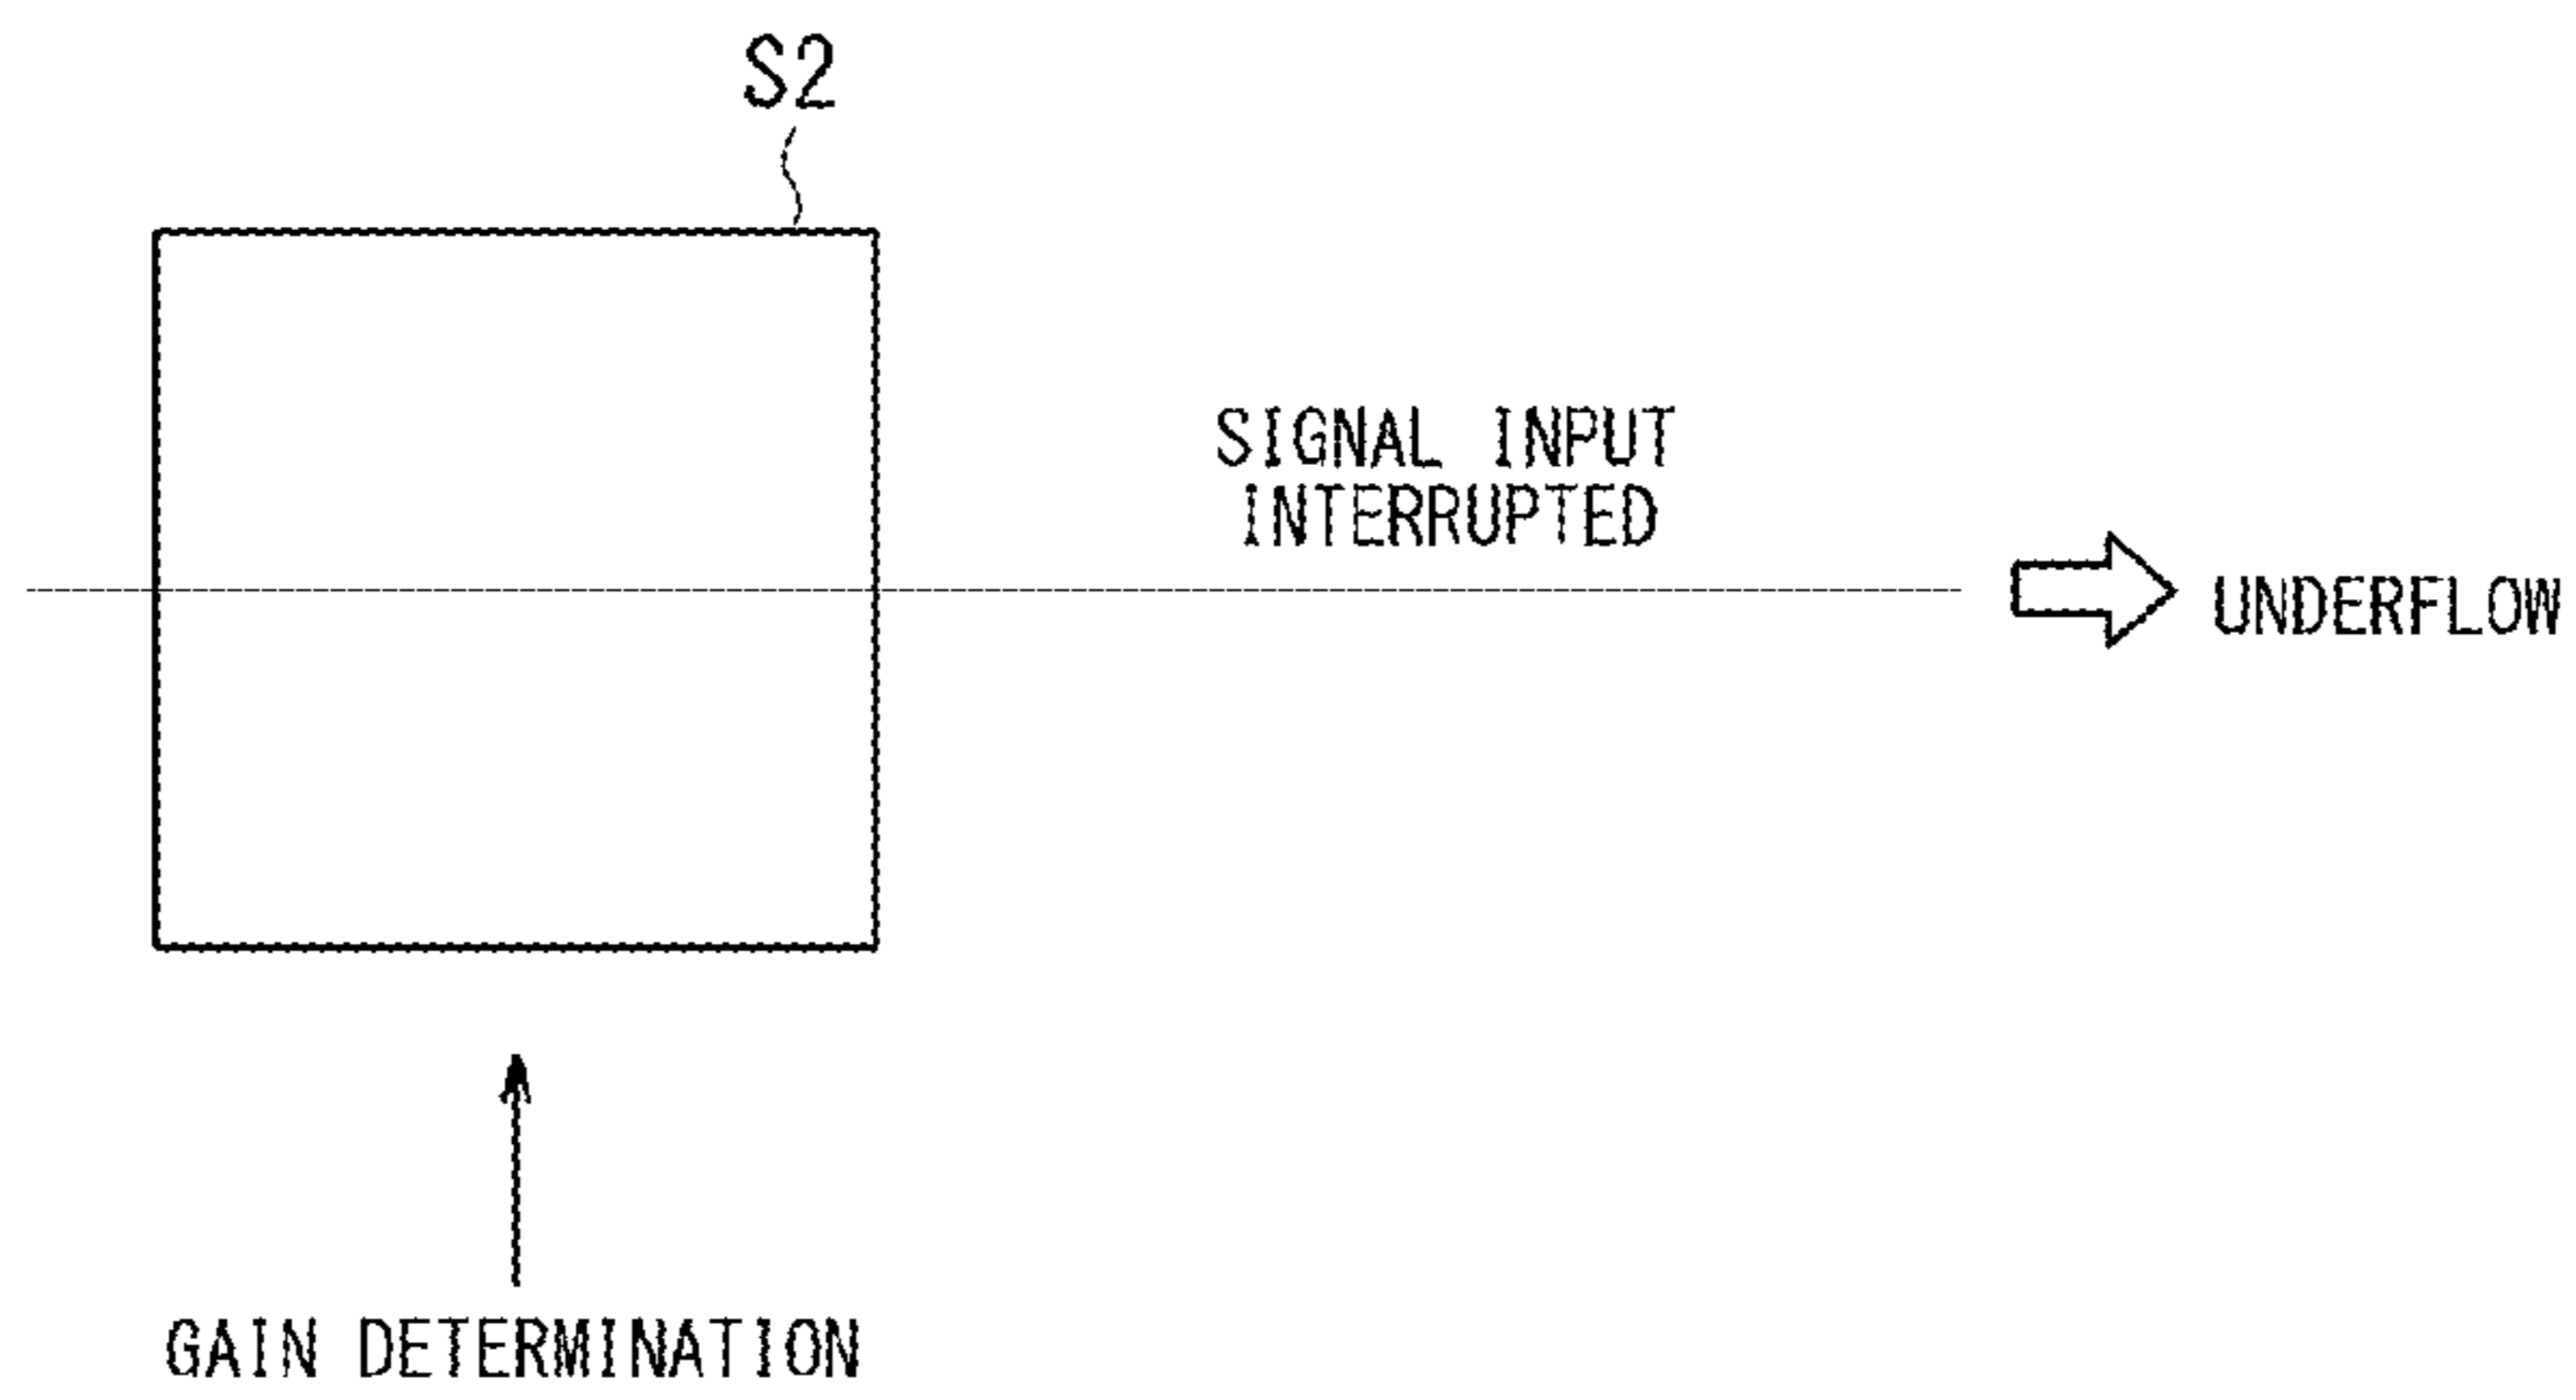 S2
SIGNAL INPUT
INTERRUPTED
UNDERFLOW
GAIN DETERMINATION